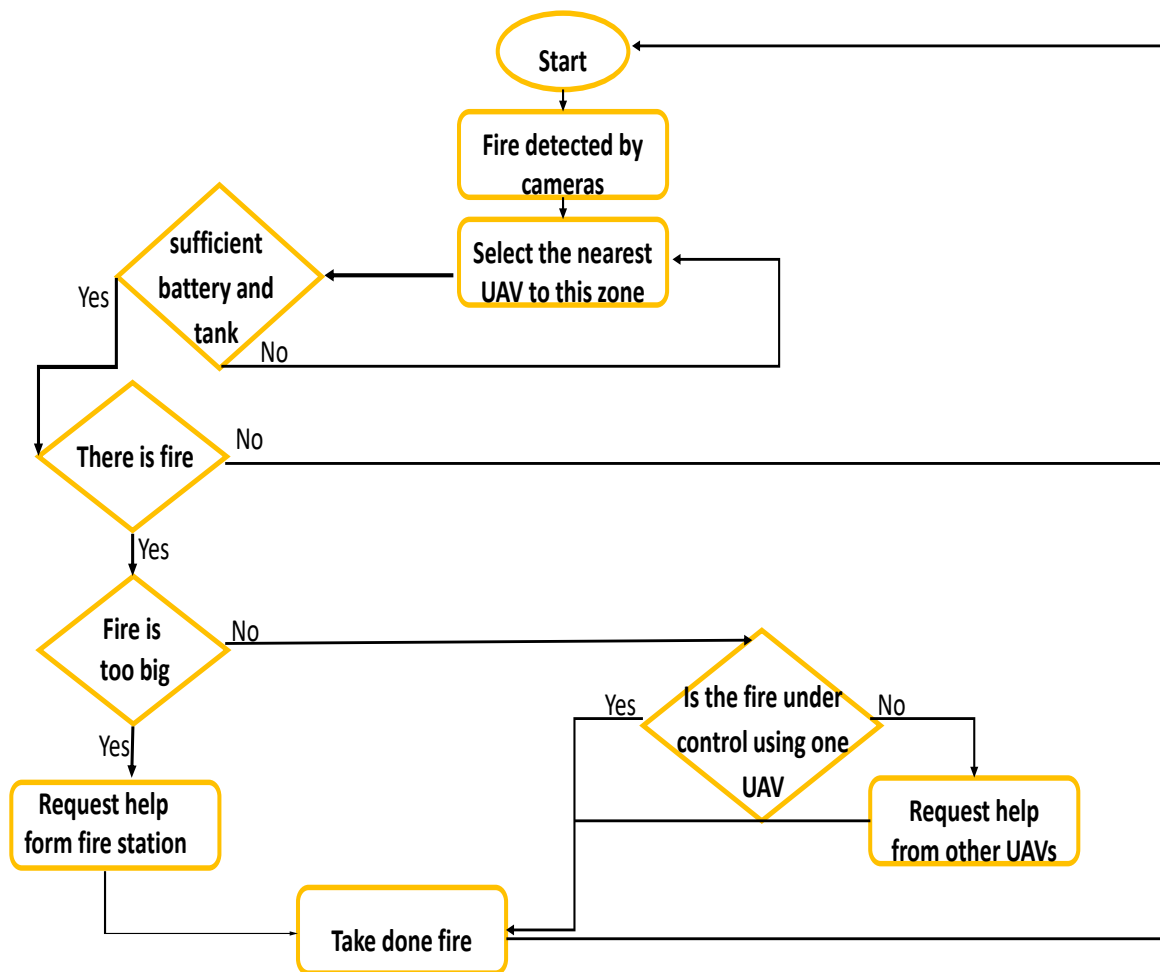 Start
Fire detected by
cameras
Select the nearest
UAV to this zone
sufficient
battery and
tank
Yes
No
There is fire
No
Yes
Fire is
too big
No
Is the fire under
control using one
UAV
Yes
No
Yes
Request help
form fire station
Request help
from other UAVs
Take done fire